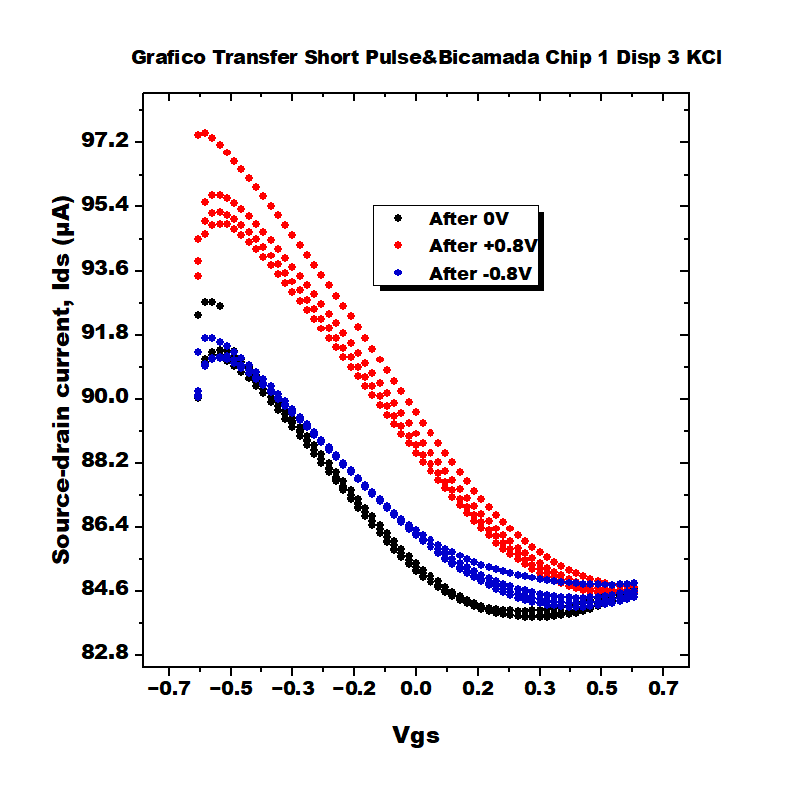 Grafico Transfer Short Pulse&Bicamada Chip 1 Disp 3 KCl
97.2
95.4
93.6
91.8
90.0
88.2
86.4
84.6
82.8
Source-drain current, Ids (µA)
After 0V
After +0.8V
After -0.8V
−0.7 −0.5 −0.3 −0.2 0.0 0.2 0.3 0.5 0.7
Vgs